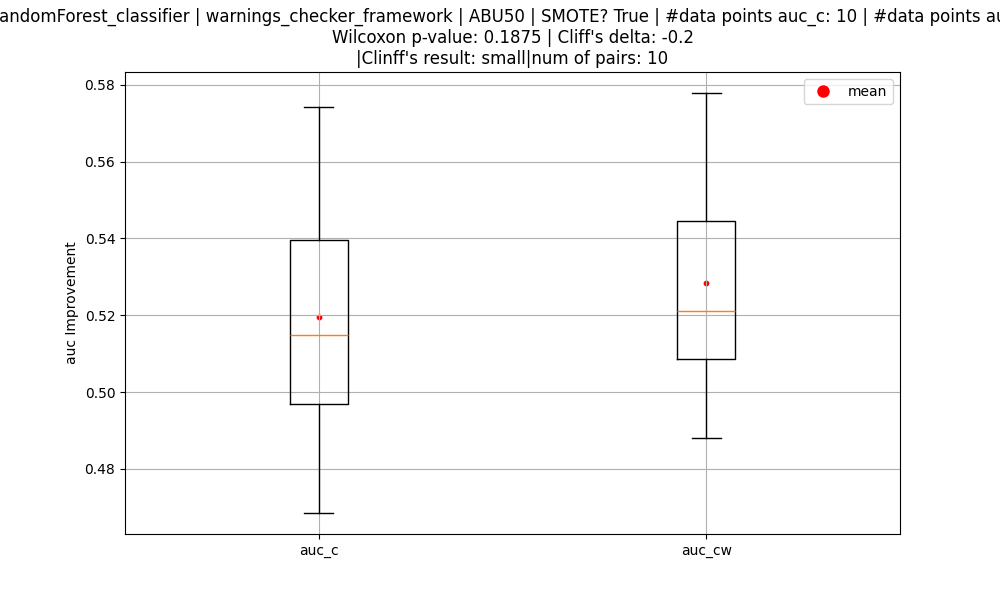 andomForest_classifier | warnings_checker_framework | ABU50 | SMOTE? True | #data points auc_c: 10 | #data points au
Wilcoxon p-value: 0.1875 | Cliff's delta: -0.2
|Clinff's result: small|num of pairs: 10
mean
0.58
0.56
0.54
0.52
0.50
0.48
auc Improvement
auc_c
auc_cw